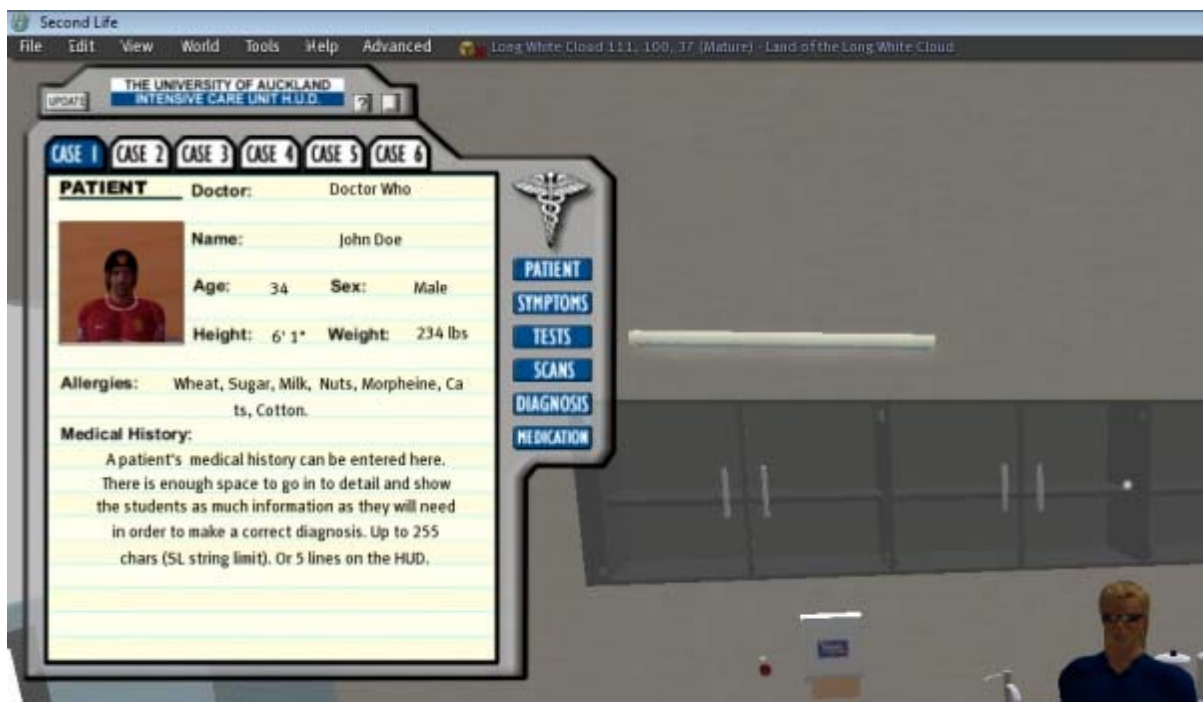 Second Life
File Edit View World Tools Help Advanced Long White Cloud 111, 100, 37 (Mature) - Land of the Long White Cloud
THE UNIVERSITY OF AUCKLAND
UPDATE INTENSIVE CARE UNIT H.U.D. ?
CASE 1 CASE 2 CASE 3 CASE 4 CASE 5 CASE 6
PATIENT Doctor: Doctor Who
Name: John Doe
Age: 34 Sex: Male
Height: 6' 1" Weight: 234 lbs
Allergies: Wheat, Sugar, Milk, Nuts, Morpheine, Ca
ts, Cotton.
Medical History:
A patient's medical history can be entered here.
There is enough space to go in to detail and show
the students as much information as they will need
in order to make a correct diagnosis. Up to 255
chars (SL string limit). Or 5 lines on the HUD.
PATIENT
SYMPTOMS
TESTS
SCANS
DIAGNOSIS
MEDICATION